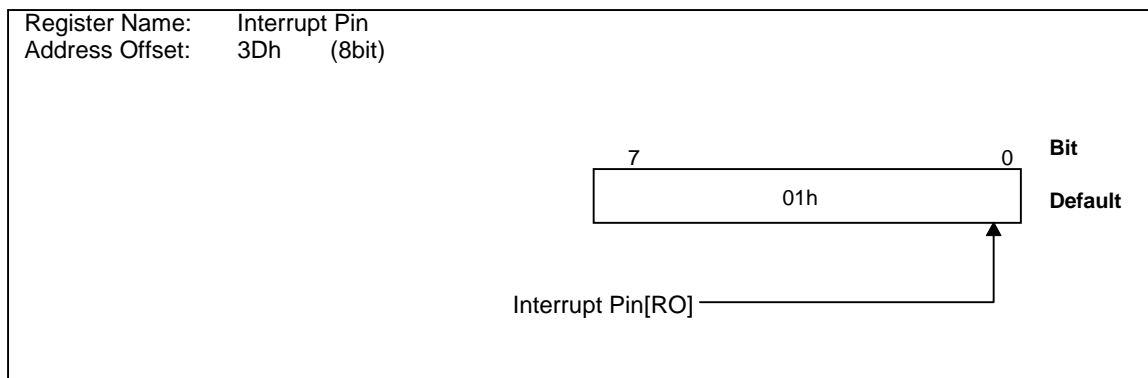 Register Name: Interrupt Pin
Address Offset: 3Dh (8bit)
7 0 Bit
01h Default
Interrupt Pin[RO]